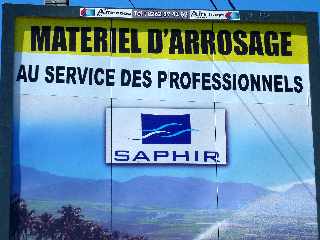 MATERIEL D'ARROSAGE
AU SERVICE DES PROFESSIONNELS
SAPHIR